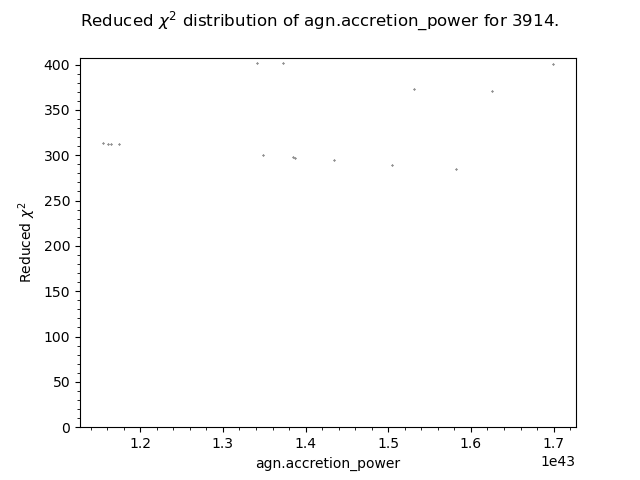 Reduced χ² distribution of agn.accretion_power for 3914.
400
350
300
250
200
150
100
50
0
Reduced χ²
1.2 1.3 1.4 1.5 1.6 1.7
1e43
agn.accretion_power